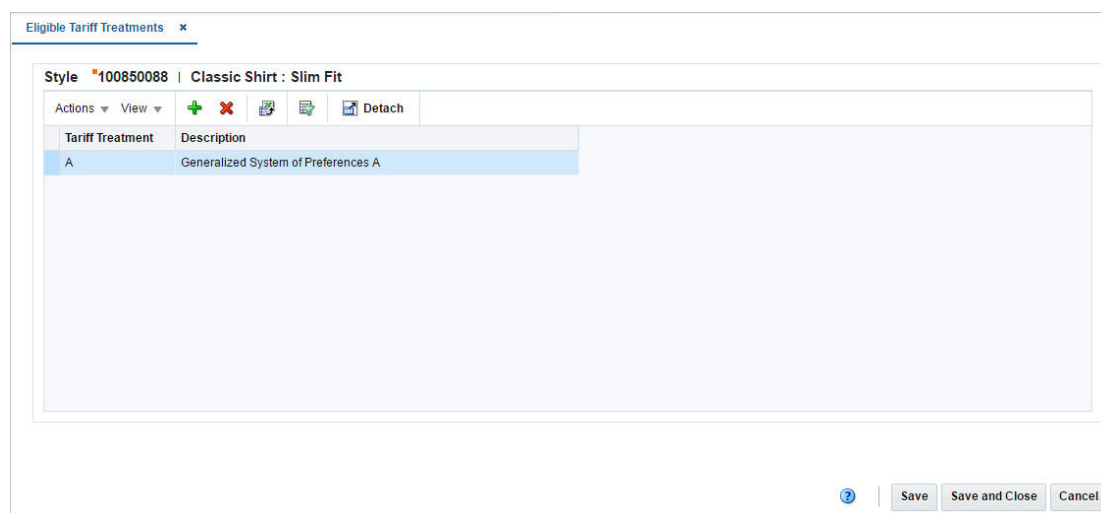 Eligible Tariff Treatments
Style 100850088 | Classic Shirt : Slim Fit
Actions View Detach
Tariff Treatment Description
A Generalized System of Preferences A
Save Save and Close Cancel